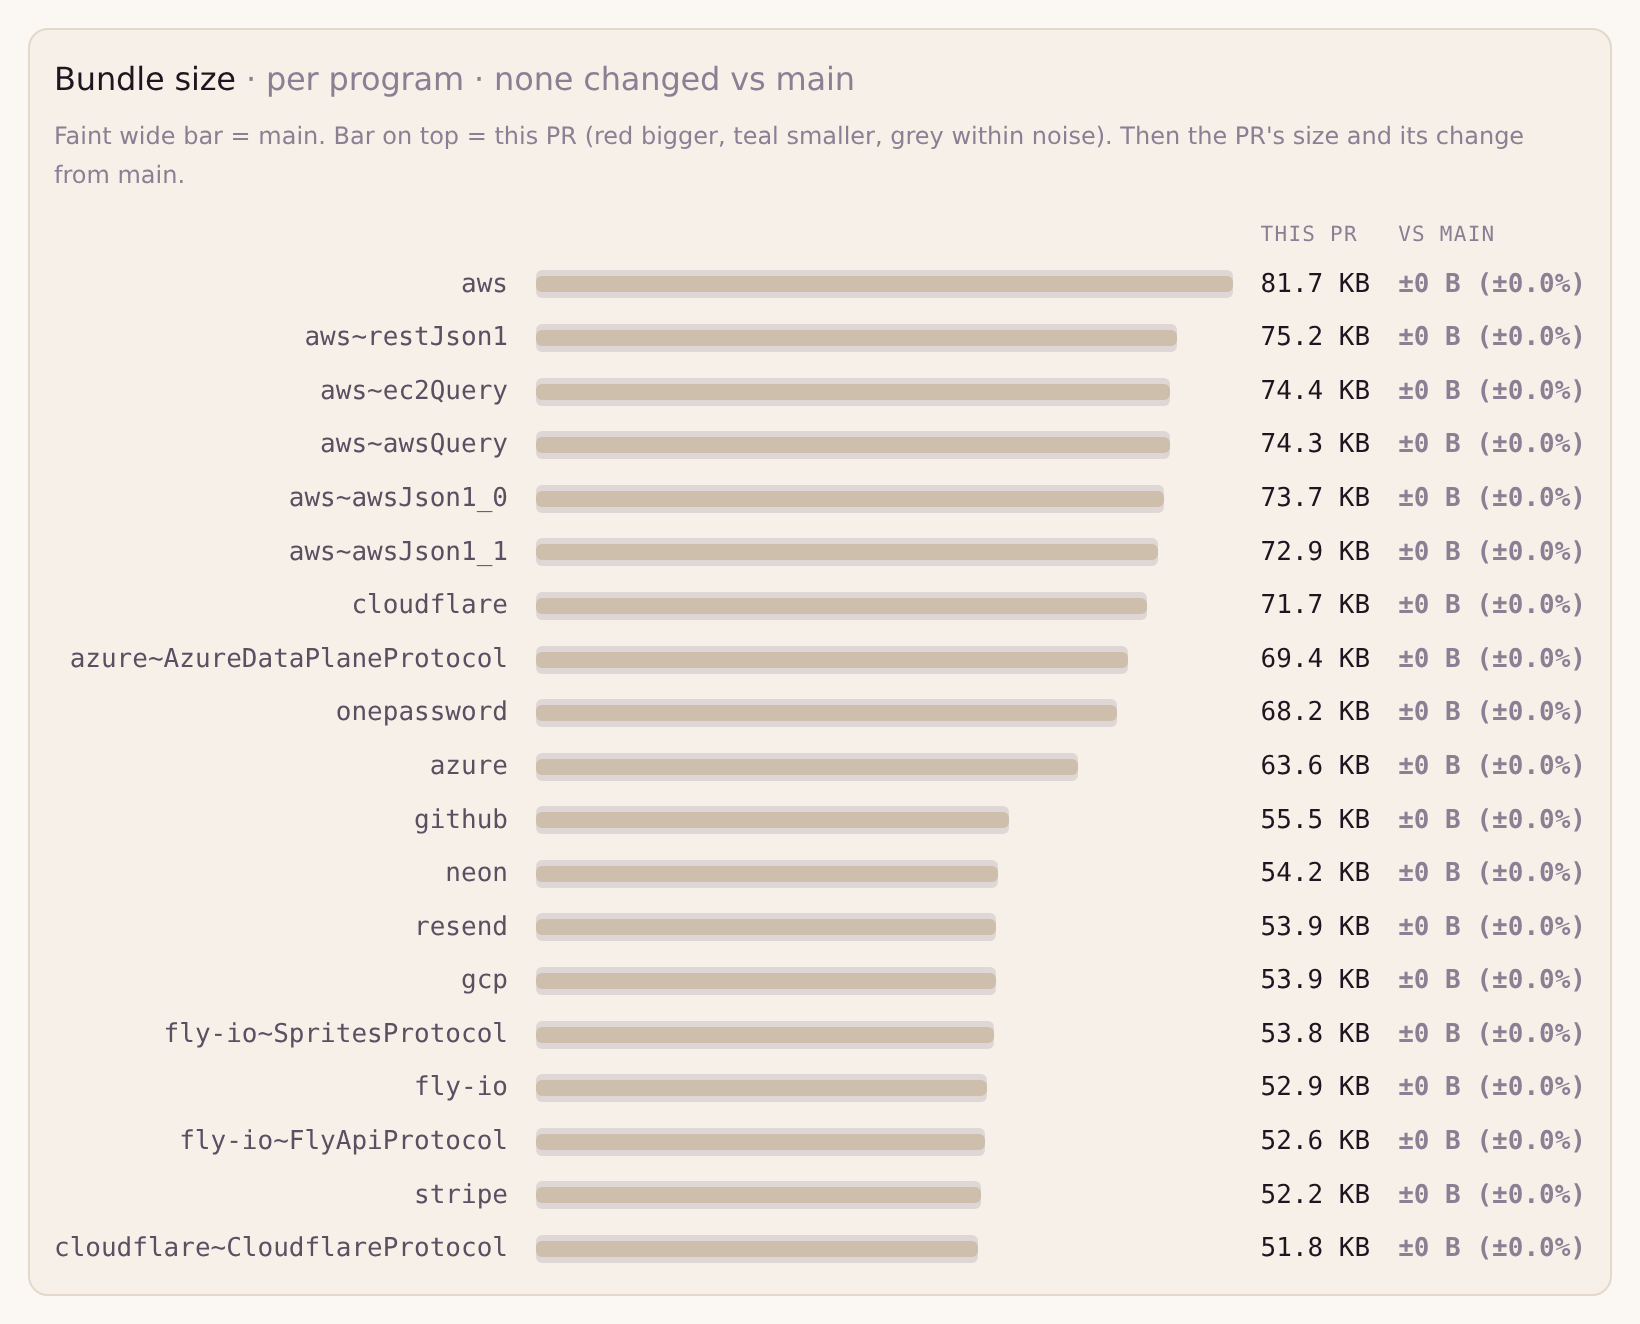 Bundle size · per program · none changed vs main
Faint wide bar = main. Bar on top = this PR (red bigger, teal smaller, grey within noise). Then the PR's size and its change
from main.
THIS PR VS MAIN
aws 81.7 KB ±0 B (±0.0%)
aws~restJson1 75.2 KB ±0 B (±0.0%)
aws~ec2Query 74.4 KB ±0 B (±0.0%)
aws~awsQuery 74.3 KB ±0 B (±0.0%)
aws~awsJson1_0 73.7 KB ±0 B (±0.0%)
aws~awsJson1_1 72.9 KB ±0 B (±0.0%)
cloudflare 71.7 KB ±0 B (±0.0%)
azure~AzureDataPlaneProtocol 69.4 KB ±0 B (±0.0%)
onepassword 68.2 KB ±0 B (±0.0%)
azure 63.6 KB ±0 B (±0.0%)
github 55.5 KB ±0 B (±0.0%)
neon 54.2 KB ±0 B (±0.0%)
resend 53.9 KB ±0 B (±0.0%)
gcp 53.9 KB ±0 B (±0.0%)
fly-io~SpritesProtocol 53.8 KB ±0 B (±0.0%)
fly-io 52.9 KB ±0 B (±0.0%)
fly-io~FlyApiProtocol 52.6 KB ±0 B (±0.0%)
stripe 52.2 KB ±0 B (±0.0%)
cloudflare~CloudflareProtocol 51.8 KB ±0 B (±0.0%)